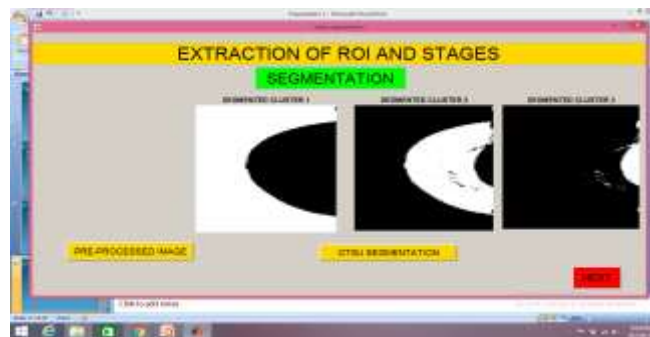 EXTRACTION OF ROI AND STAGES
SEGMENTATION
SEGMENTED CLUSTER 1
SEGMENTED CLUSTER 2
SEGMENTED CLUSTER 3
PRE-PROCESSED IMAGE
OTSU SEGMENTATION
NEXT
Click to add notes